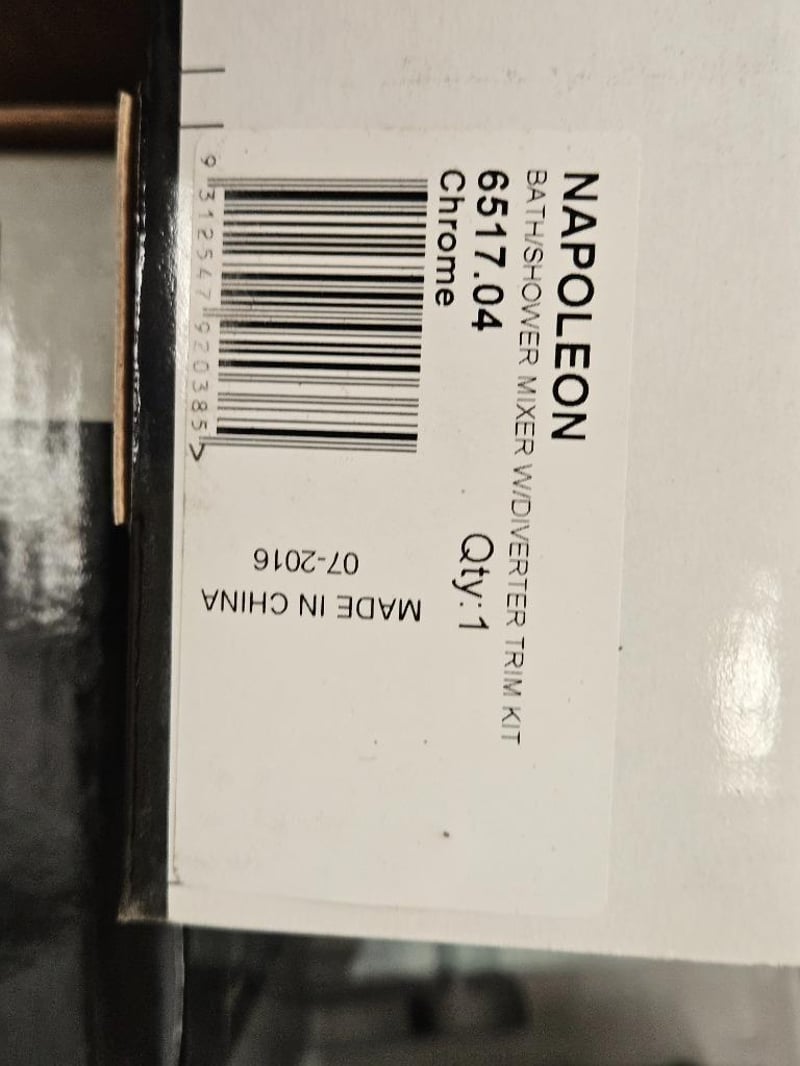 NAPOLEON
BATH/SHOWER MIXER W/DIVERTER TRIM KIT
6517.04
Chrome
Qty:1
9 312547 920385 >
MADE IN CHINA
07-2016